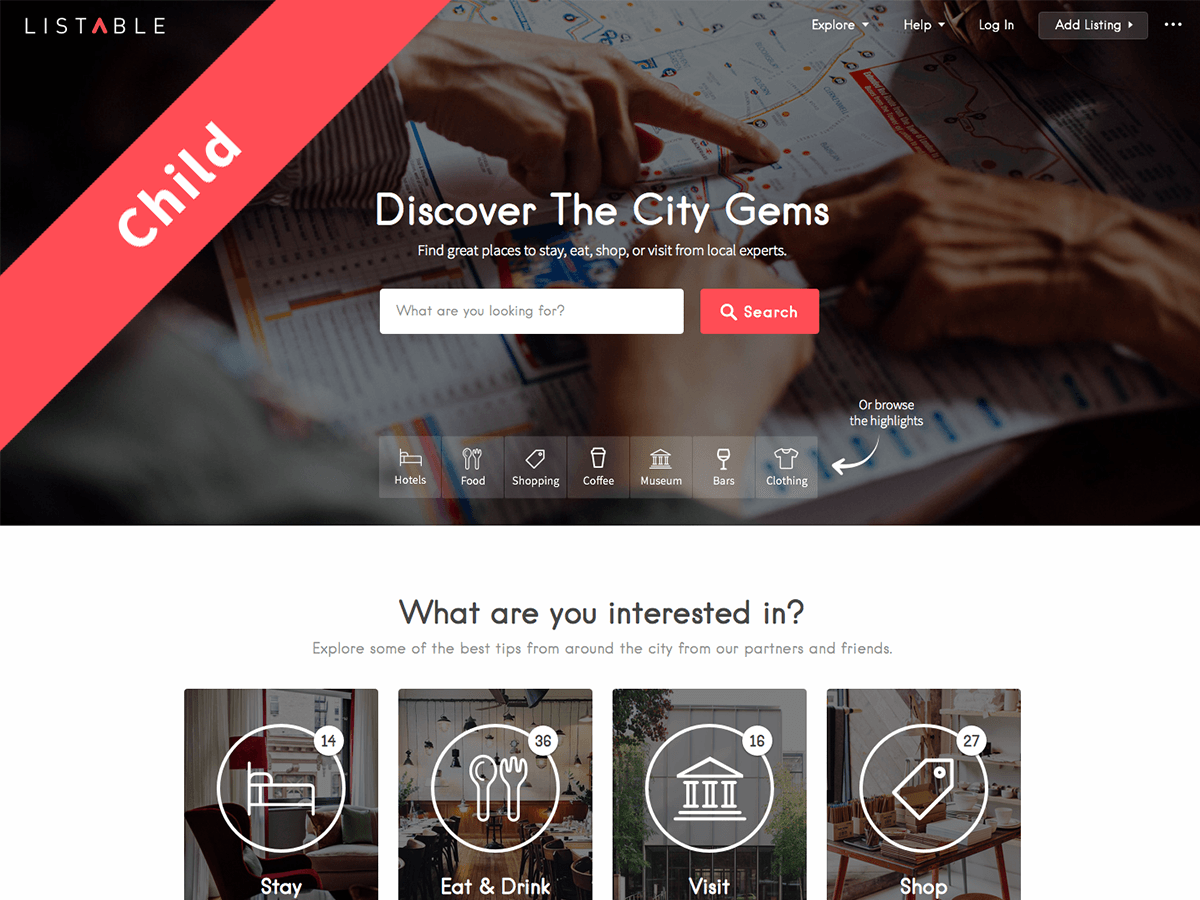 LISTABLE
Explore
Help
Log In
Add Listing
Child
Discover The City Gems
Find great places to stay, eat, shop, or visit from local experts.
What are you looking for?
Search
Or browse
the highlights
Hotels
Food
Shopping
Coffee
Museum
Bars
Clothing
What are you interested in?
Explore some of the best tips from around the city from our partners and friends.
14
36
16
27
Stay
Eat & Drink
Visit
Shop